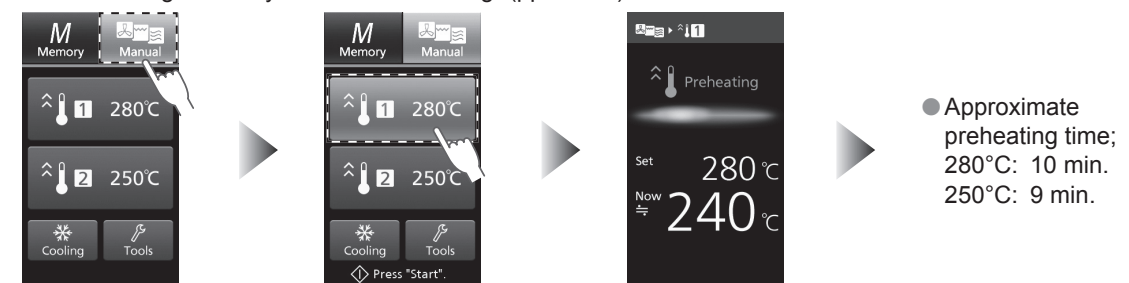 M
Memory
Manual
1 280℃
2 250℃
Cooling
Tools
M
Memory
Manual
1 280℃
2 250℃
Cooling
Tools
Press "Start".
1
Preheating
Set 280 ℃
Now ≒ 240 ℃
● Approximate
preheating time;
280°C: 10 min.
250°C: 9 min.